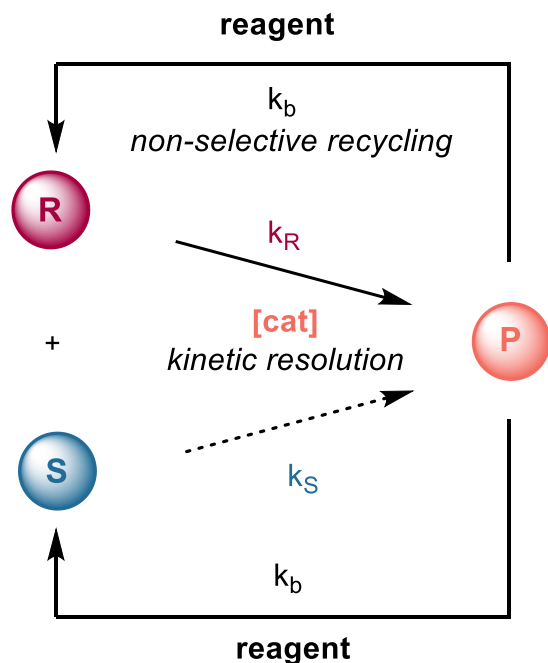 reagent
k_b
non-selective recycling
R
k_R
+
[cat]
P
kinetic resolution
S
k_S
k_b
reagent